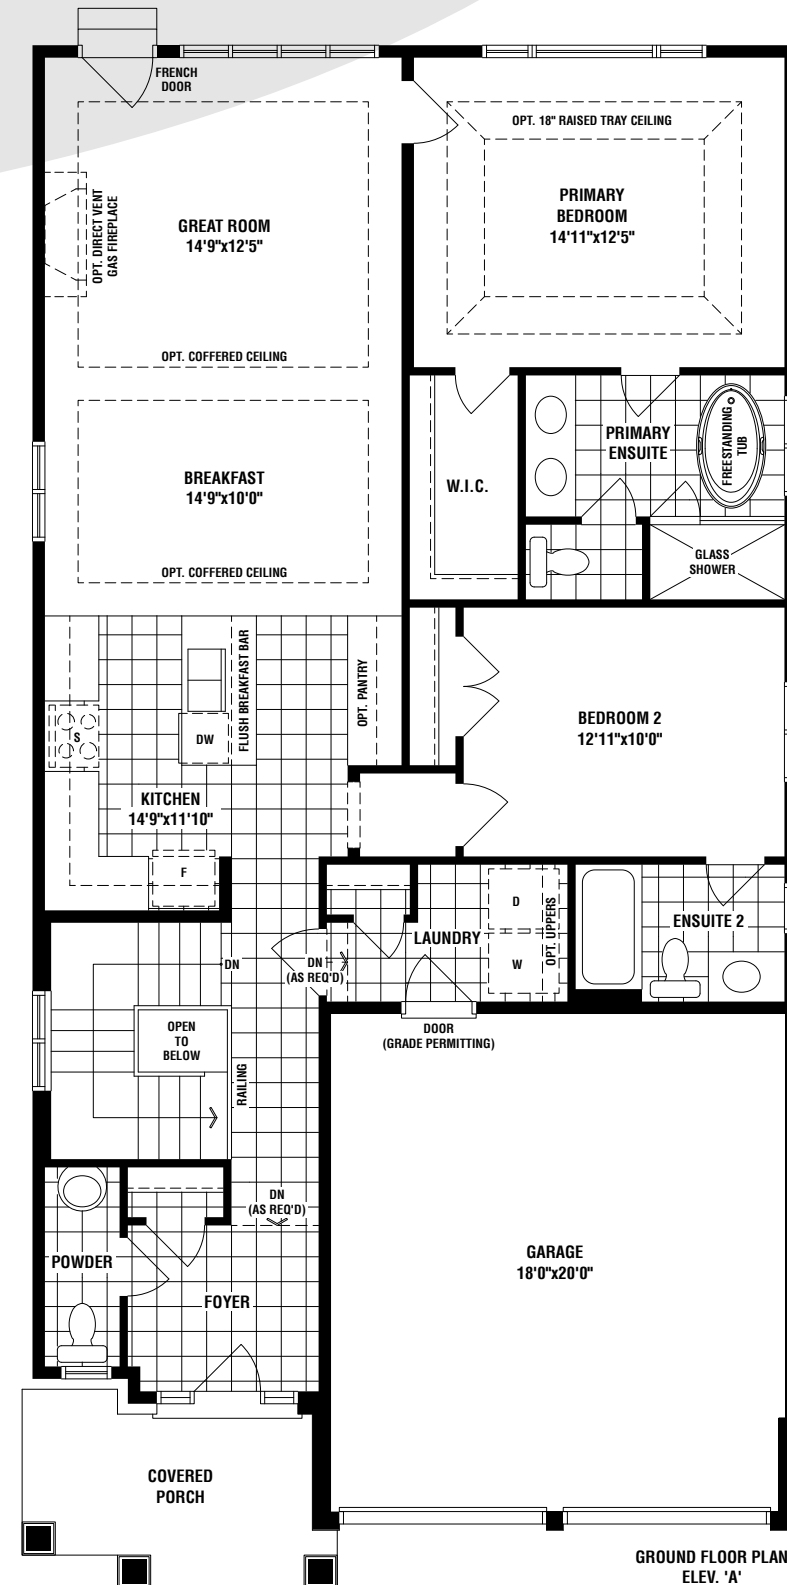 FRENCH
DOOR
OPT. 18" RAISED TRAY CEILING
OPT. DIRECT VENT
GAS FIREPLACE
GREAT ROOM
14'9"x12'5"
PRIMARY
BEDROOM
14'11"x12'5"
OPT. COFFERED CEILING
BREAKFAST
14'9"x10'0"
OPT. COFFERED CEILING
W.I.C.
PRIMARY
ENSUITE
FREESTANDING
TUB
GLASS
SHOWER
FLUSH BREAKFAST BAR
OPT. PANTRY
S
DW
BEDROOM 2
12'11"x10'0"
KITCHEN
14'9"x11'10"
F
D
W
OPT. UPPERS
LAUNDRY
ENSUITE 2
DN
DN
(AS REQ'D)
OPEN
TO
BELOW
RAILING
DOOR
(GRADE PERMITTING)
DN
(AS REQ'D)
POWDER
FOYER
GARAGE
18'0"x20'0"
COVERED
PORCH
GROUND FLOOR PLAN
ELEV. 'A'